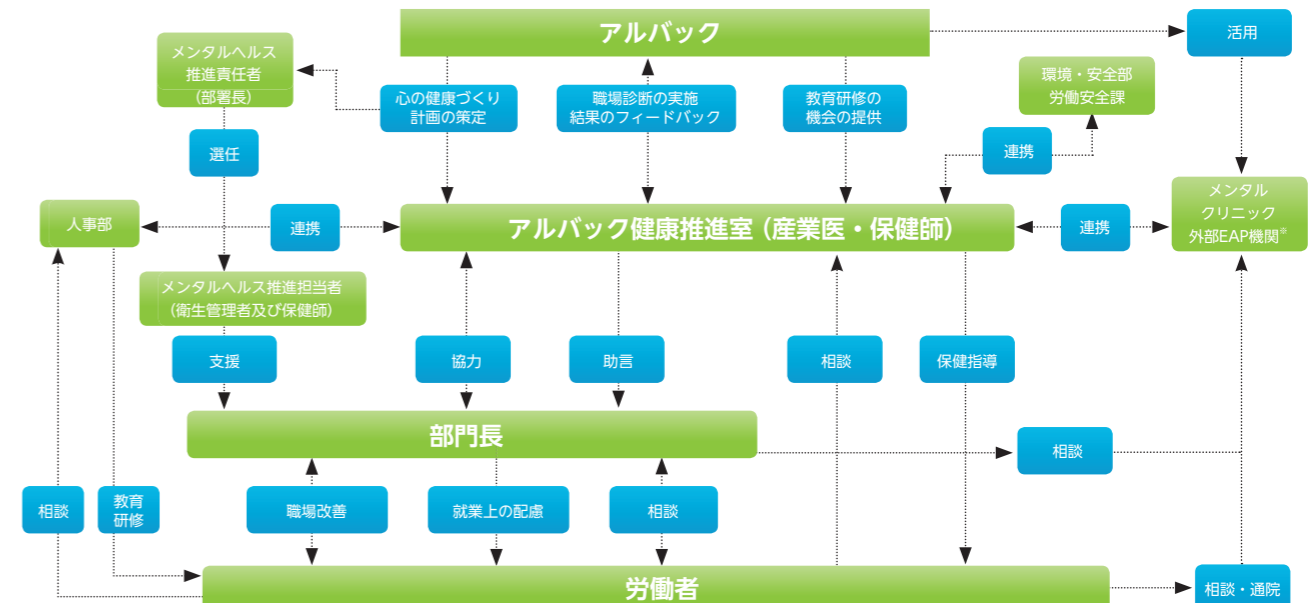 アルバック
活用
メンタルヘルス
推進責任者
(部署長)
環境・安全部
労働安全課
心の健康づくり
計画の策定
職場診断の実施
結果のフィードバック
教育研修の
機会の提供
選任
連携
人事部
連携
アルバック健康推進室(産業医・保健師)
連携
メンタル
クリニック
外部EAP機関※
メンタルヘルス推進担当者
(衛生管理者及び保健師)
支援
協力
助言
相談
保健指導
部門長
相談
相談
教育
研修
職場改善
就業上の配慮
相談
労働者
相談・通院